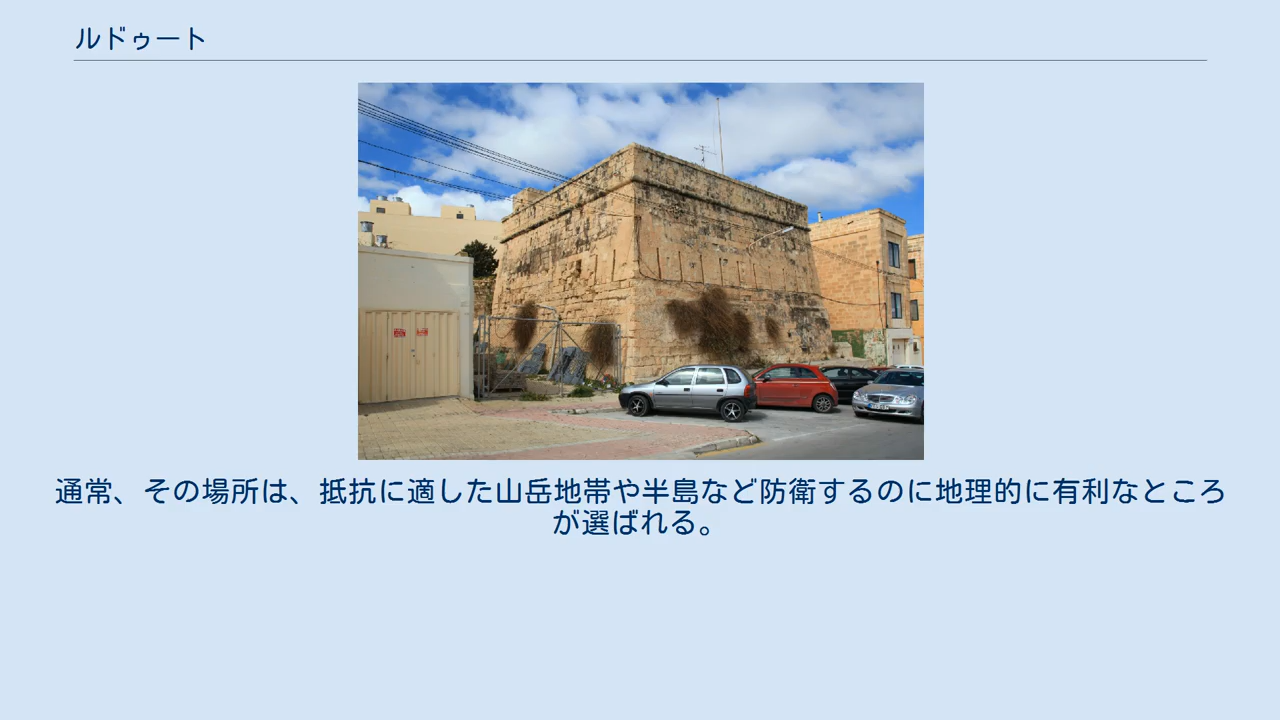 ルドゥート
通常、その場所は、抵抗に適した山岳地帯や半島など防衛するのに地理的に有利なところ
が選ばれる。